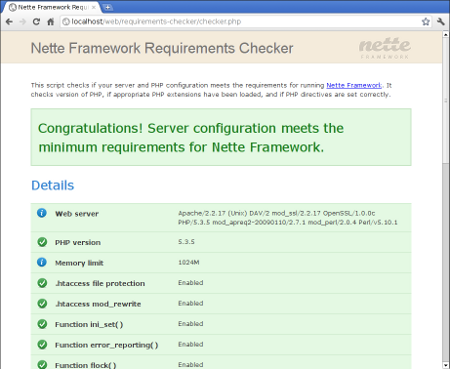 Nette Framework Requ
localhost/web/requirements-checker/checker.php
Nette Framework Requirements Checker
nette
FRAMEWORK
This script checks if your server and PHP configuration meets the requirements for running Nette Framework. It
checks version of PHP, if appropriate PHP extensions have been loaded, and if PHP directives are set correctly.
Congratulations! Server configuration meets the
minimum requirements for Nette Framework.
Details
Web server
Apache/2.2.17 (Unix) DAV/2 mod_ssl/2.2.17 OpenSSL/1.0.0c
PHP/5.3.5 mod_apreq2-20090110/2.7.1 mod_perl/2.0.4 Perl/v5.10.1
PHP version 5.3.5
Memory limit 1024M
.htaccess file protection Enabled
.htaccess mod_rewrite Enabled
Function ini_set() Enabled
Function error_reporting() Enabled
Function flock() Enabled